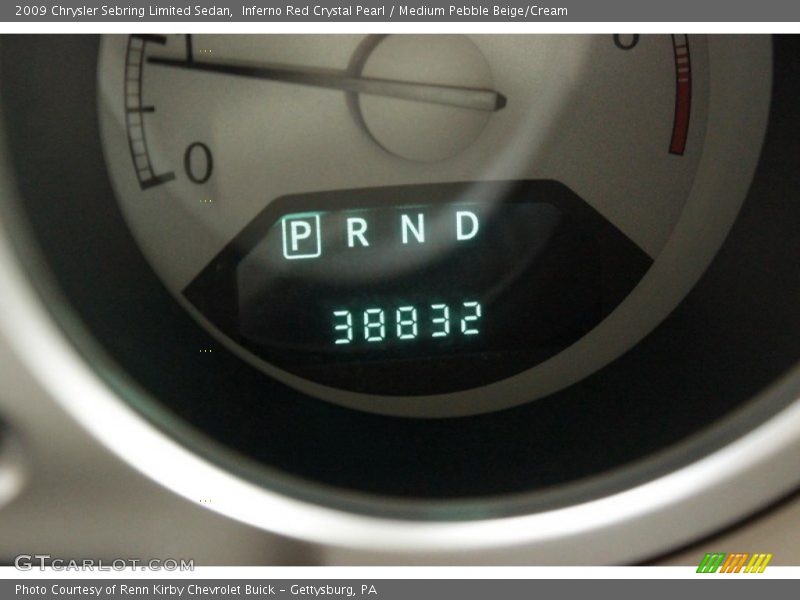 2009 Chrysler Sebring Limited Sedan,  Inferno Red Crystal Pearl / Medium Pebble Beige/Cream
0
0
P R N D
38832
GTCARLOT.COM
Photo Courtesy of Renn Kirby Chevrolet Buick – Gettysburg, PA